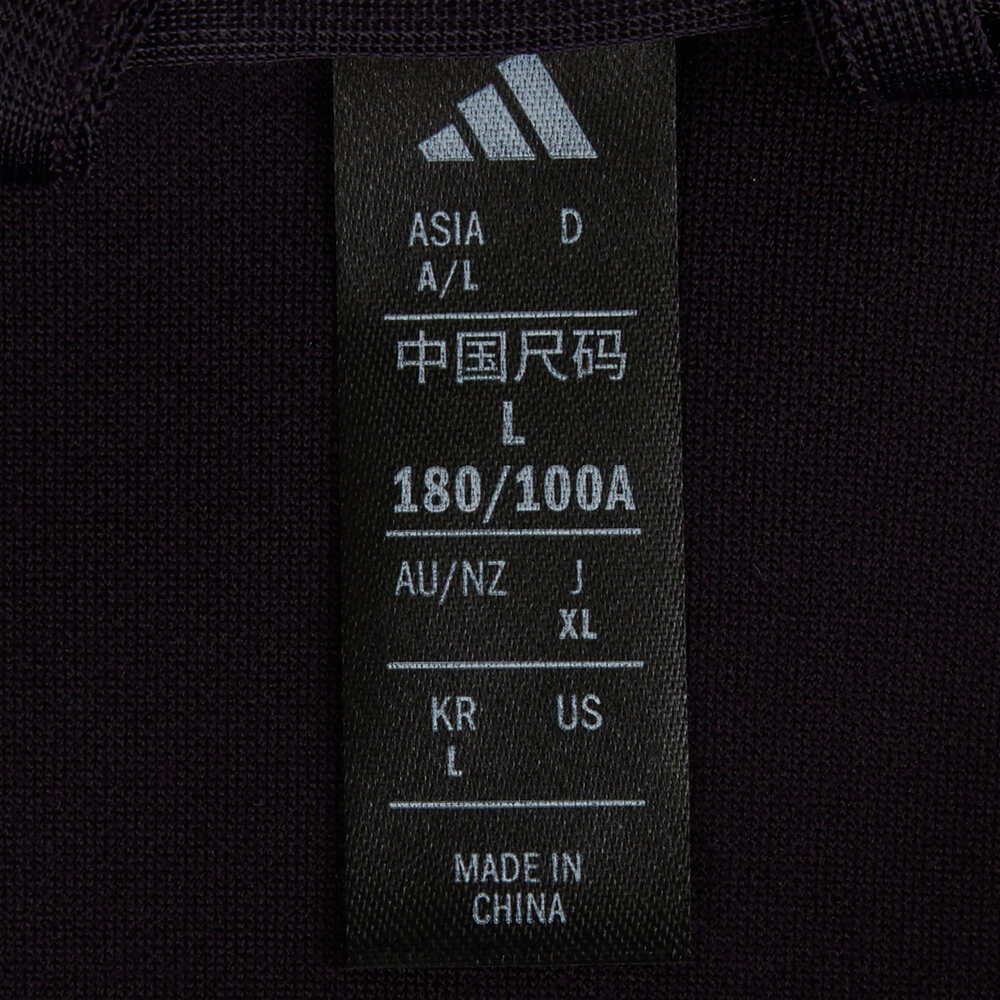 ASIA D
A/L
中国尺码
L
180/100A
AU/NZ J
XL
KR US
L
MADE IN
CHINA